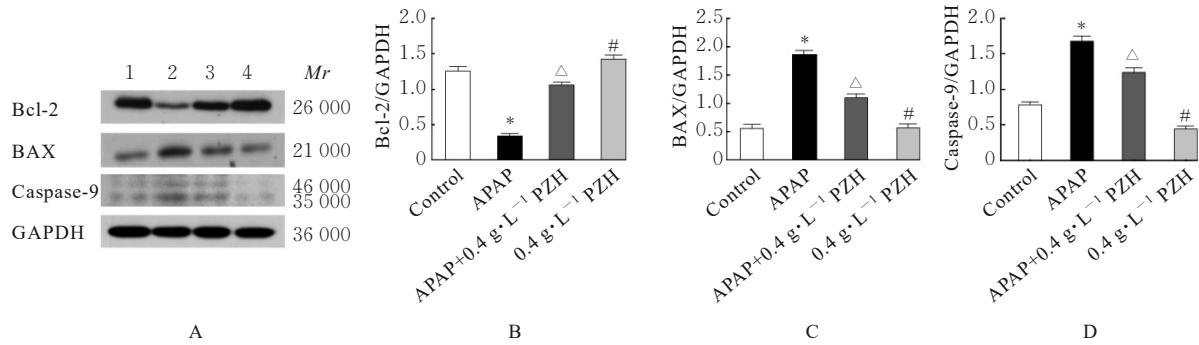 1 2 3 4 Mr
Bcl-2 26 000
BAX 21 000
Caspase-9 46 000
35 000
GAPDH 36 000
A
Bcl-2/GAPDH
2.0
1.5
1.0
0.5
0
*
△
#
Control
APAP
APAP+0.4 g·L⁻¹ PZH
0.4 g·L⁻¹ PZH
B
BAX/GAPDH
2.5
2.0
1.5
1.0
0.5
0
*
△
#
Control
APAP
APAP+0.4 g·L⁻¹ PZH
0.4 g·L⁻¹ PZH
C
Caspase-9/GAPDH
2.0
1.5
1.0
0.5
0
*
△
#
Control
APAP
APAP+0.4 g·L⁻¹ PZH
0.4 g·L⁻¹ PZH
D